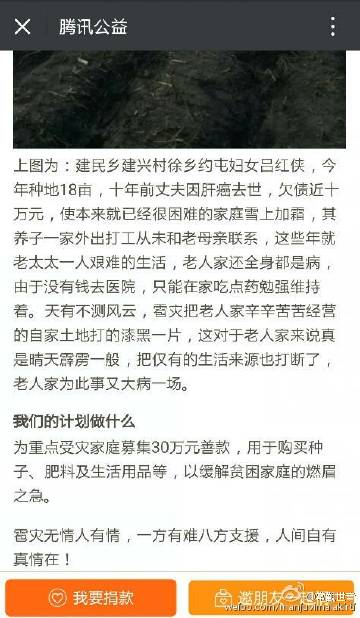 腾讯公益
上图为：建民乡建兴村徐乡约屯妇女吕红侠，今
年种地18亩，十年前丈夫因肝癌去世，欠债近十
万元，使本来就已经很困难的家庭雪上加霜，其
养子一家外出打工从未和老母亲联系，这些年就
老太太一人艰难的生活，老人家还全身都是病，
由于没有钱去医院，只能在家吃点药勉强维持
着。天有不测风云，雹灾把老人家辛辛苦苦经营
的自家土地打的漆黑一片，这对于老人家来说真
是晴天霹雳一般，把仅有的生活来源也打断了，
老人家为此事又大病一场。
我们的计划做什么
为重点受灾家庭募集30万元善款，用于购买种
子、肥料及生活用品等，以缓解贫困家庭的燃眉
之急。
雹灾无情人有情，一方有难八方支援，人间自有
真情在！
我要捐款
邀朋友一起